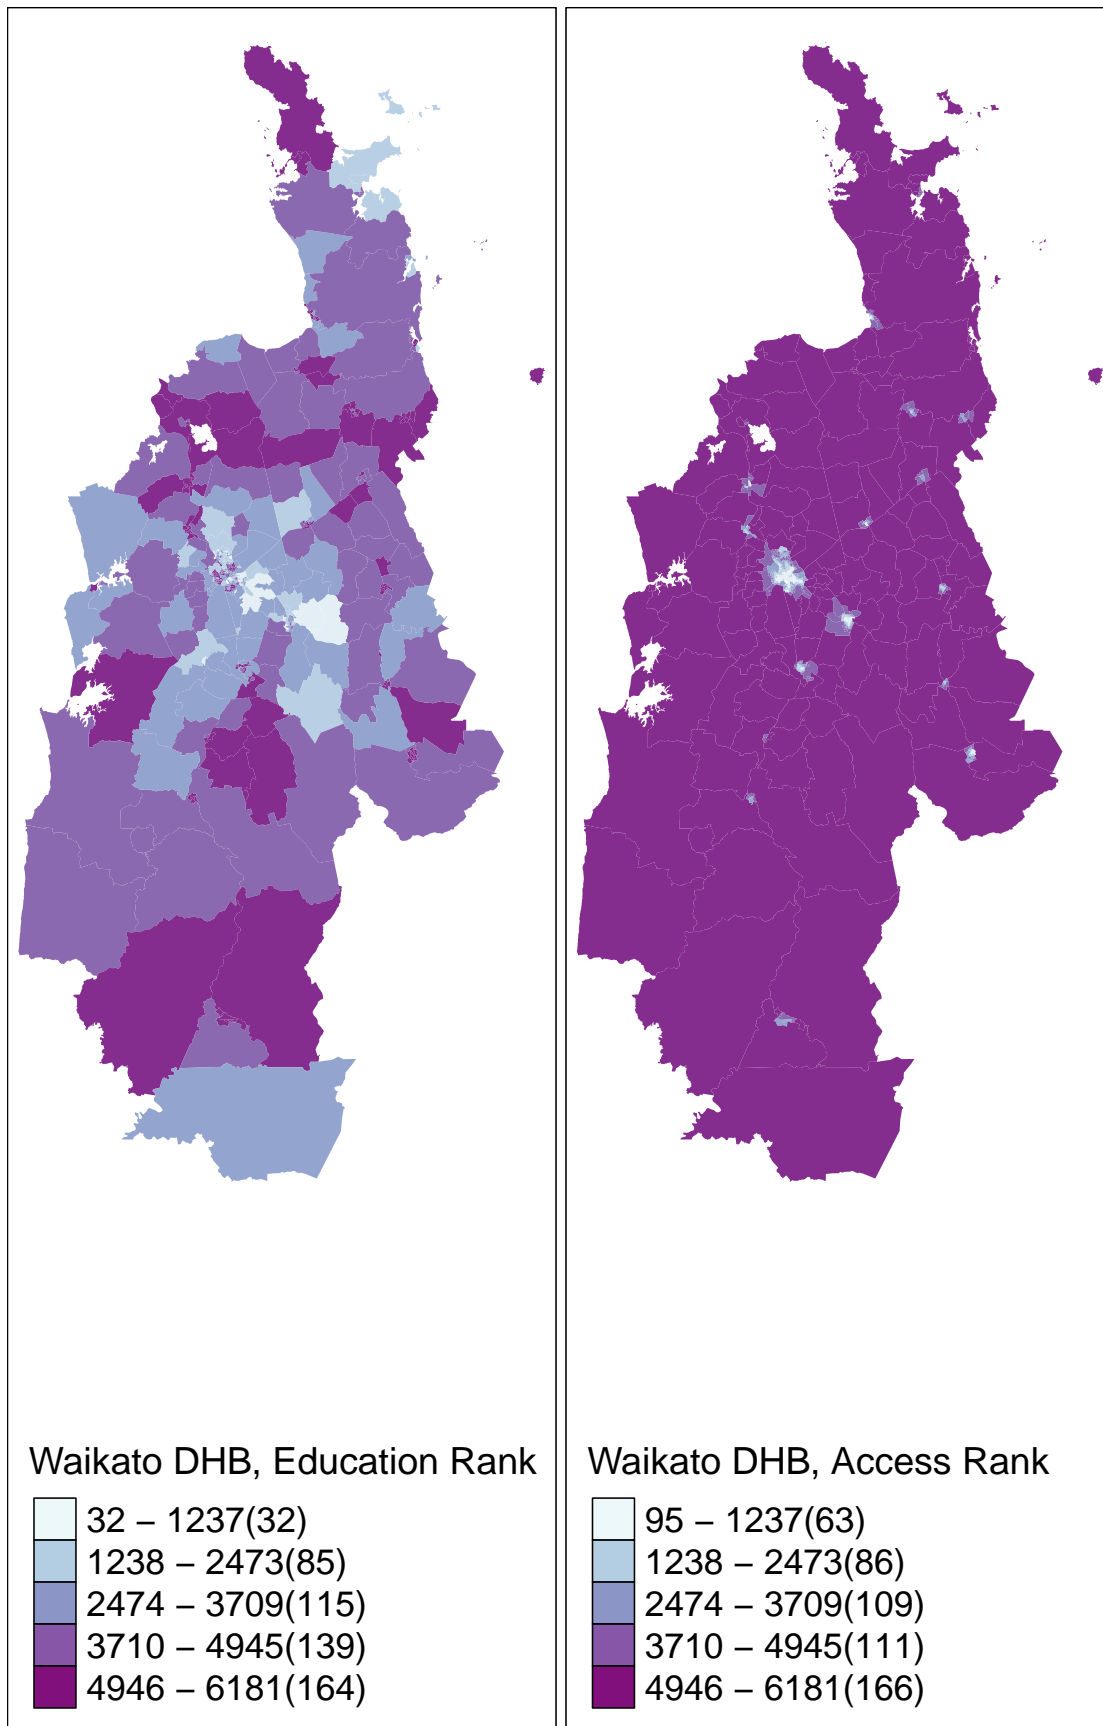 Waikato DHB, Education Rank
32 – 1237(32)
1238 – 2473(85)
2474 – 3709(115)
3710 – 4945(139)
4946 – 6181(164)
Waikato DHB, Access Rank
95 – 1237(63)
1238 – 2473(86)
2474 – 3709(109)
3710 – 4945(111)
4946 – 6181(166)